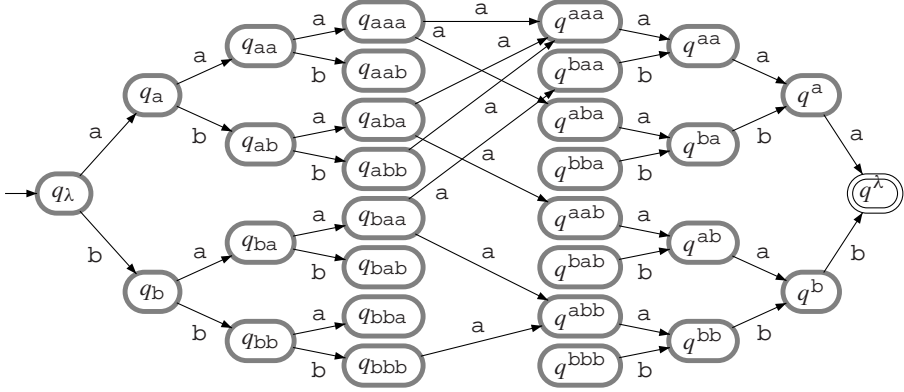 a q_aaa a q^aaa a
q_aa a q^aa
a a a
b q_aab q^baa b
q_a q^a
a a q_aba a q^aba a a
b b
q_ab q^ba
b q_abb a q^bba b
q_λ q^λ
a q_baa a q^aab a
b q_ba q^ab b
a a a
b q_bab q^bab b
q_b q^b
a q_bba q^abb a
b a b
q_bb q^bb
b q_bbb q^bbb b